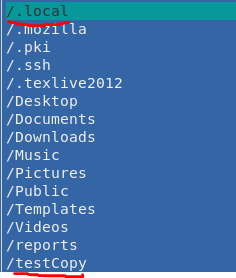 /.local
/.mozilla
/.pki
/.ssh
/.texlive2012
/Desktop
/Documents
/Downloads
/Music
/Pictures
/Public
/Templates
/Videos
/reports
/testCopy